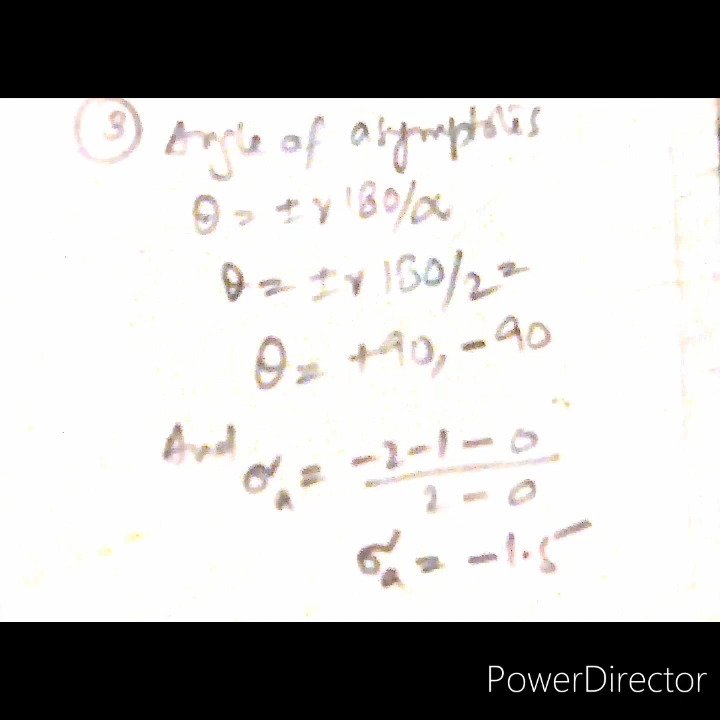 ③ Angle of asymptotes
θ = ±r 180/α
θ = ±r 180/2 =
θ = +90, -90
And σa = -2-1-0 / 2-0
σa = -1.5
PowerDirector